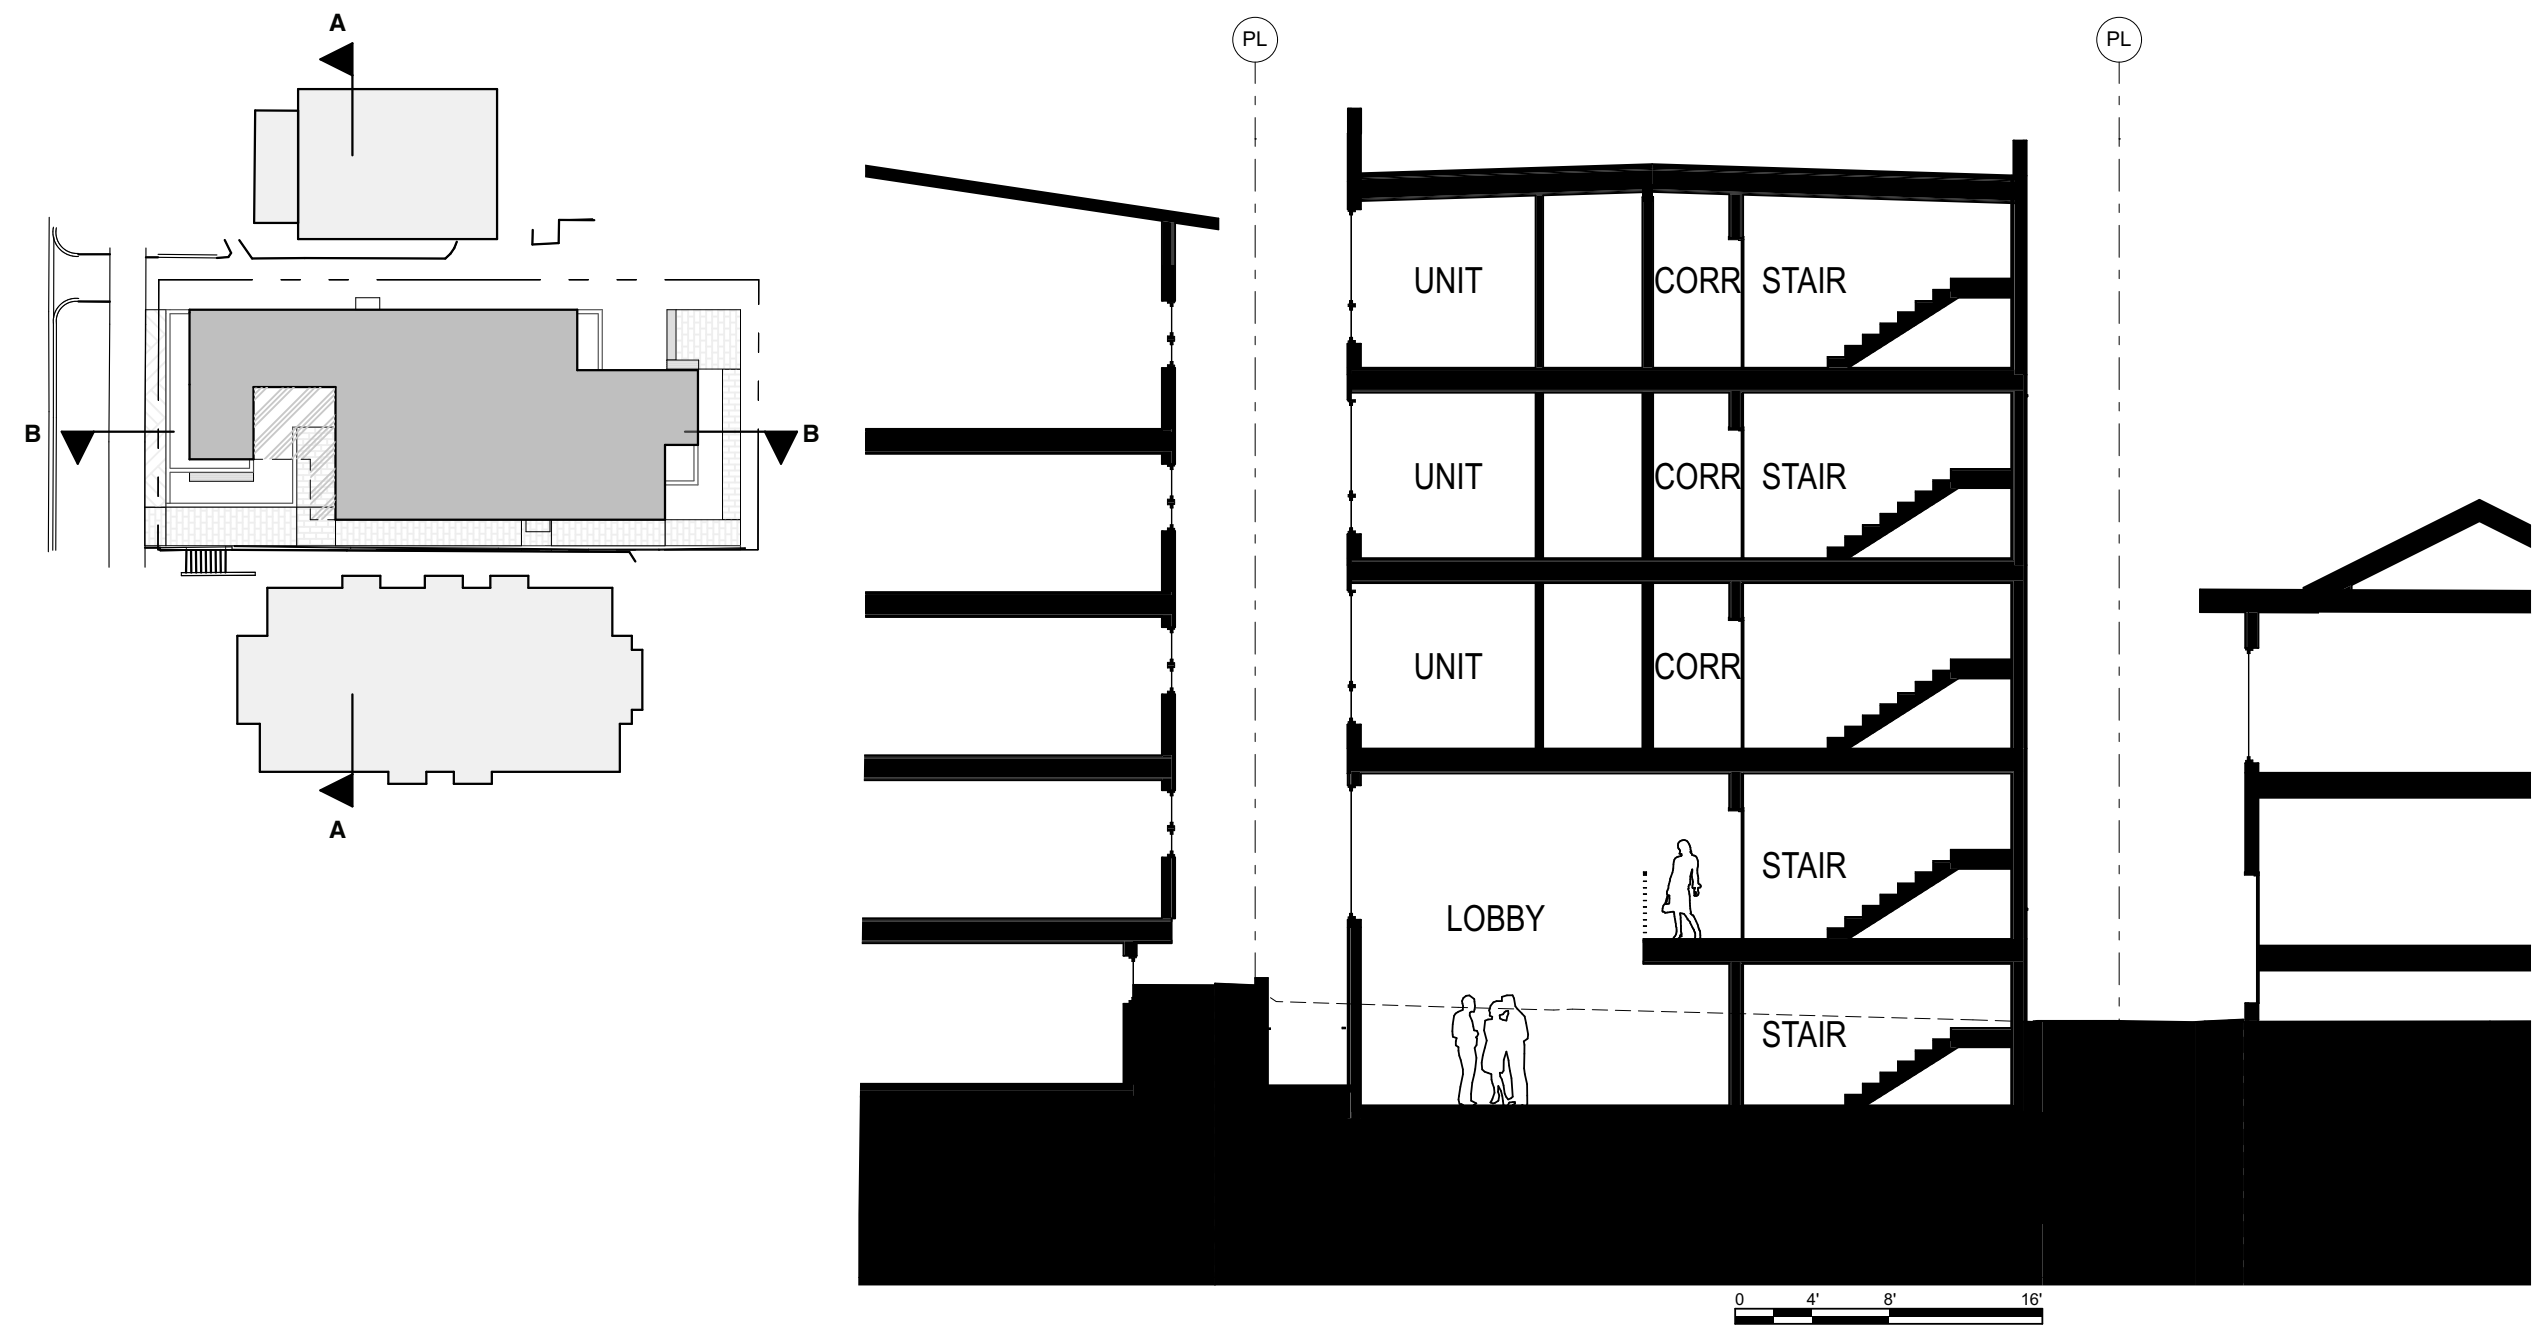 A
B B
A
PL PL
UNIT CORR STAIR
UNIT CORR STAIR
UNIT CORR
STAIR
LOBBY
STAIR
0 4' 8' 16'